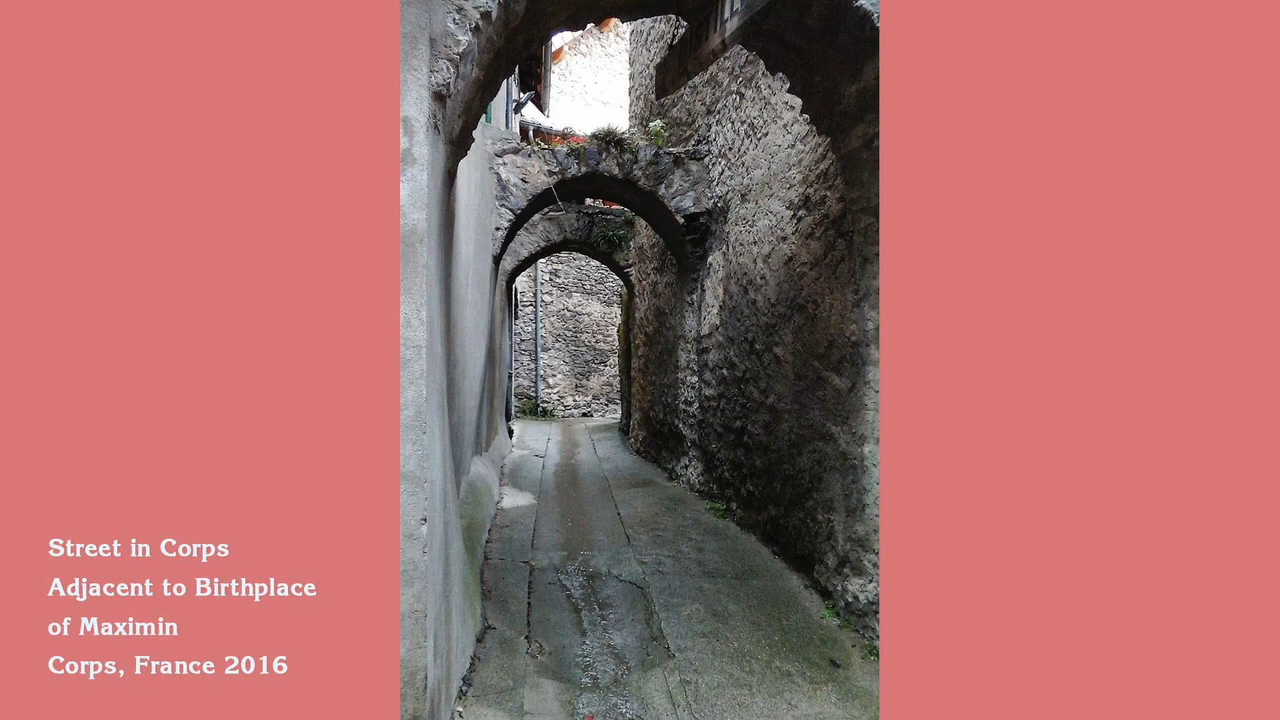 Street in Corps
Adjacent to Birthplace
of Maximin
Corps, France 2016